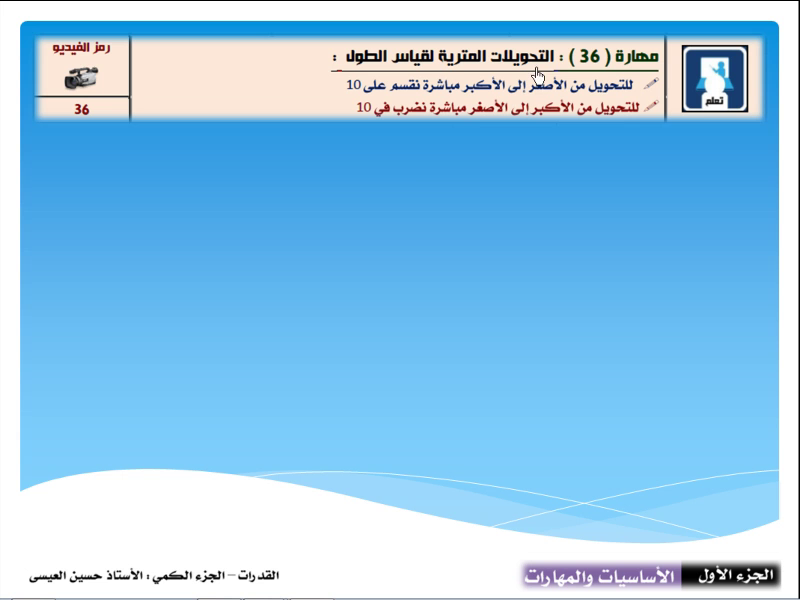 مهارة ( 36 ) : التحويلات المترية لقياس الطول :
للتحويل من الأصغر إلى الأكبر مباشرة نقسم على 10
للتحويل من الأكبر إلى الأصغر مباشرة نضرب في 10
تعلم
رمز الفيديو
36
الجزء الأول
الأساسيات والمهارات
القدرات – الجزء الكمي : الأستاذ حسين العيسى